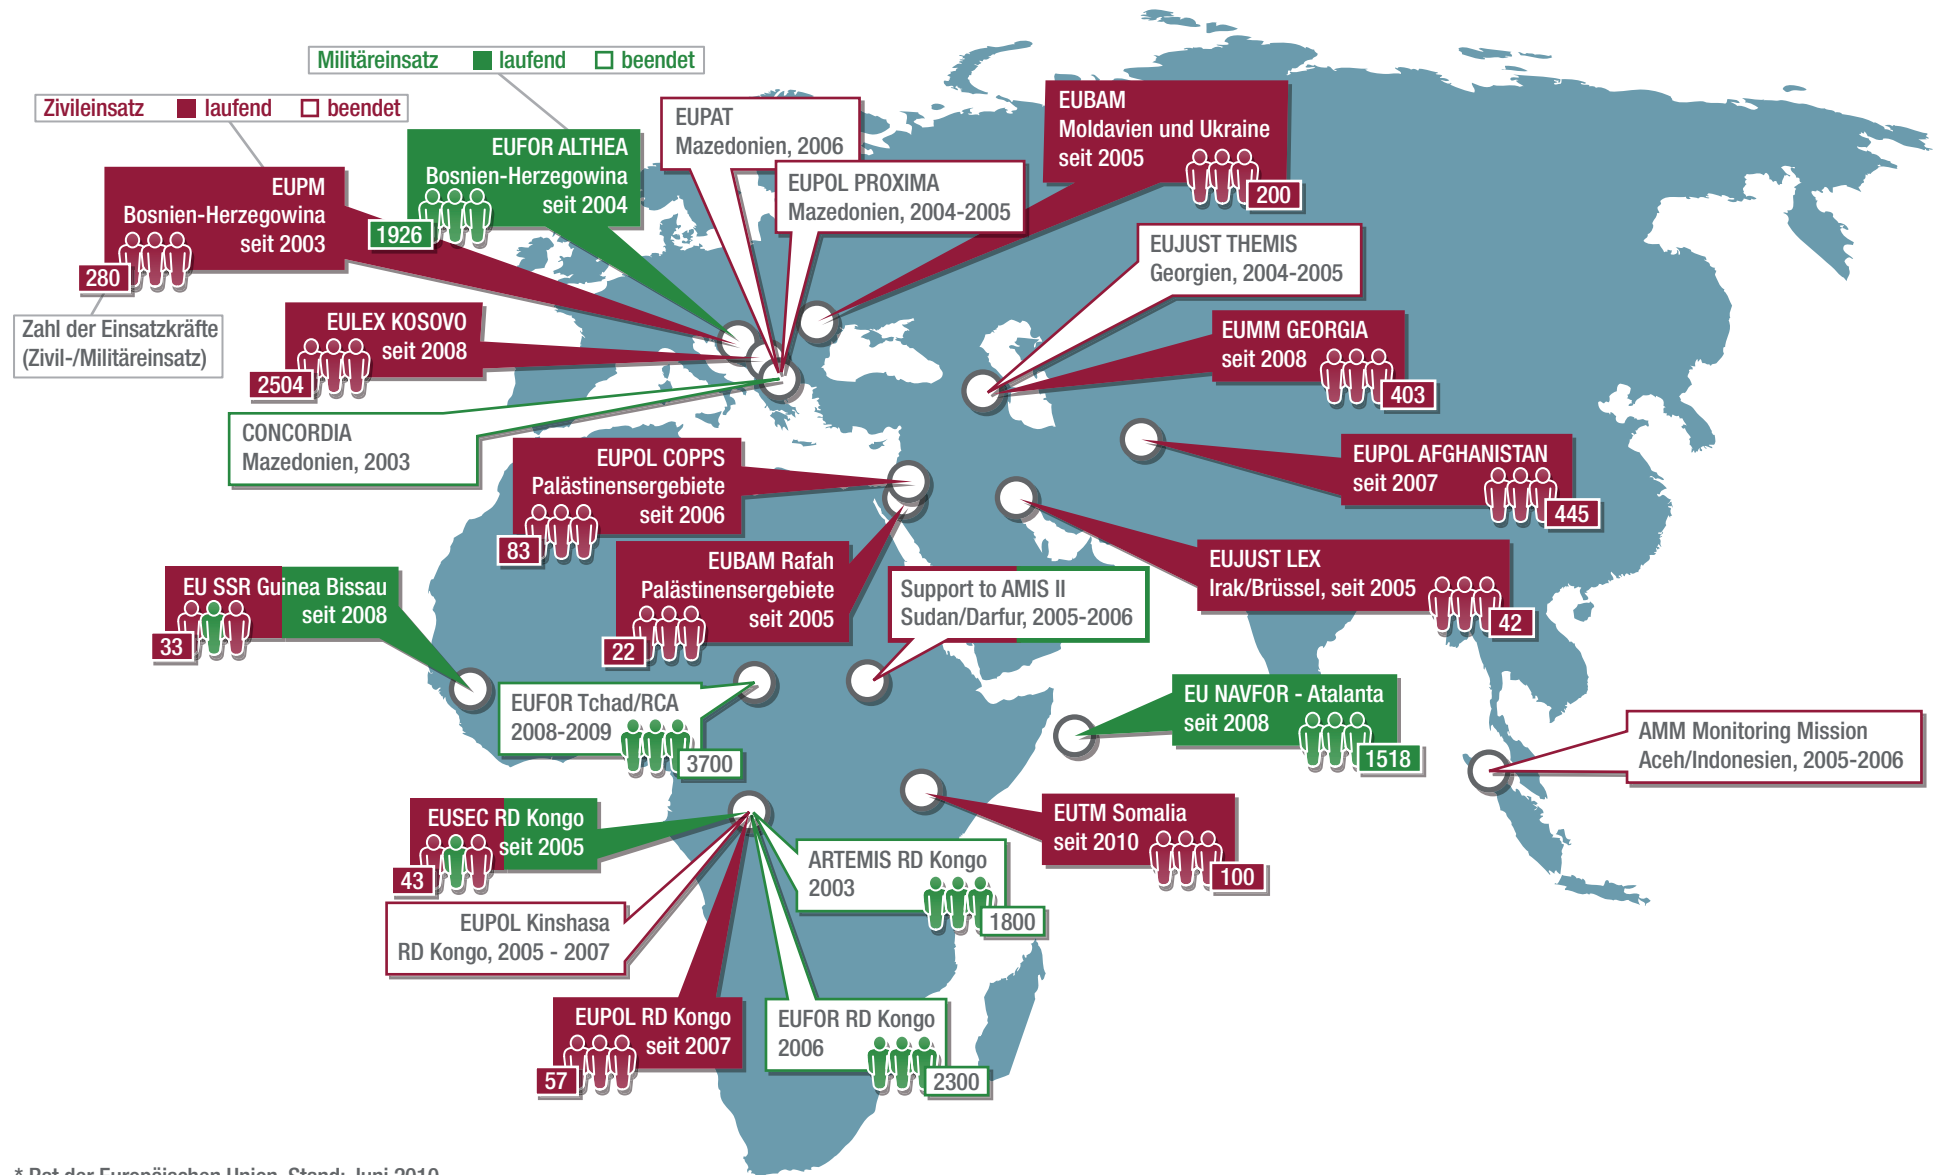 Militäreinsatz laufend beendet
Zivileinsatz laufend beendet
EUPAT
Mazedonien, 2006
EUBAM
Moldavien und Ukraine
seit 2005
200
EUFOR ALTHEA
Bosnien-Herzegowina
seit 2004
1926
EUPOL PROXIMA
Mazedonien, 2004-2005
EUPM
Bosnien-Herzegowina
seit 2003
280
Zahl der Einsatzkräfte
(Zivil-/Militäreinsatz)
EUJUST THEMIS
Georgien, 2004-2005
EULEX KOSOVO
seit 2008
2504
EUMM GEORGIA
seit 2008
403
CONCORDIA
Mazedonien, 2003
EUPOL COPPS
Palästinensergebiete
seit 2006
83
EUPOL AFGHANISTAN
seit 2007
445
EUBAM Rafah
Palästinensergebiete
seit 2005
22
EUJUST LEX
Irak/Brüssel, seit 2005
42
EU SSR Guinea Bissau
seit 2008
33
Support to AMIS II
Sudan/Darfur, 2005-2006
EUFOR Tchad/RCA
2008-2009
3700
EU NAVFOR - Atalanta
seit 2008
1518
AMM Monitoring Mission
Aceh/Indonesien, 2005-2006
EUSEC RD Kongo
seit 2005
43
EUTM Somalia
seit 2010
100
ARTEMIS RD Kongo
2003
1800
EUPOL Kinshasa
RD Kongo, 2005 - 2007
EUPOL RD Kongo
seit 2007
57
EUFOR RD Kongo
2006
2300
* Rat der Europäischen Union, Stand: Juni 2010